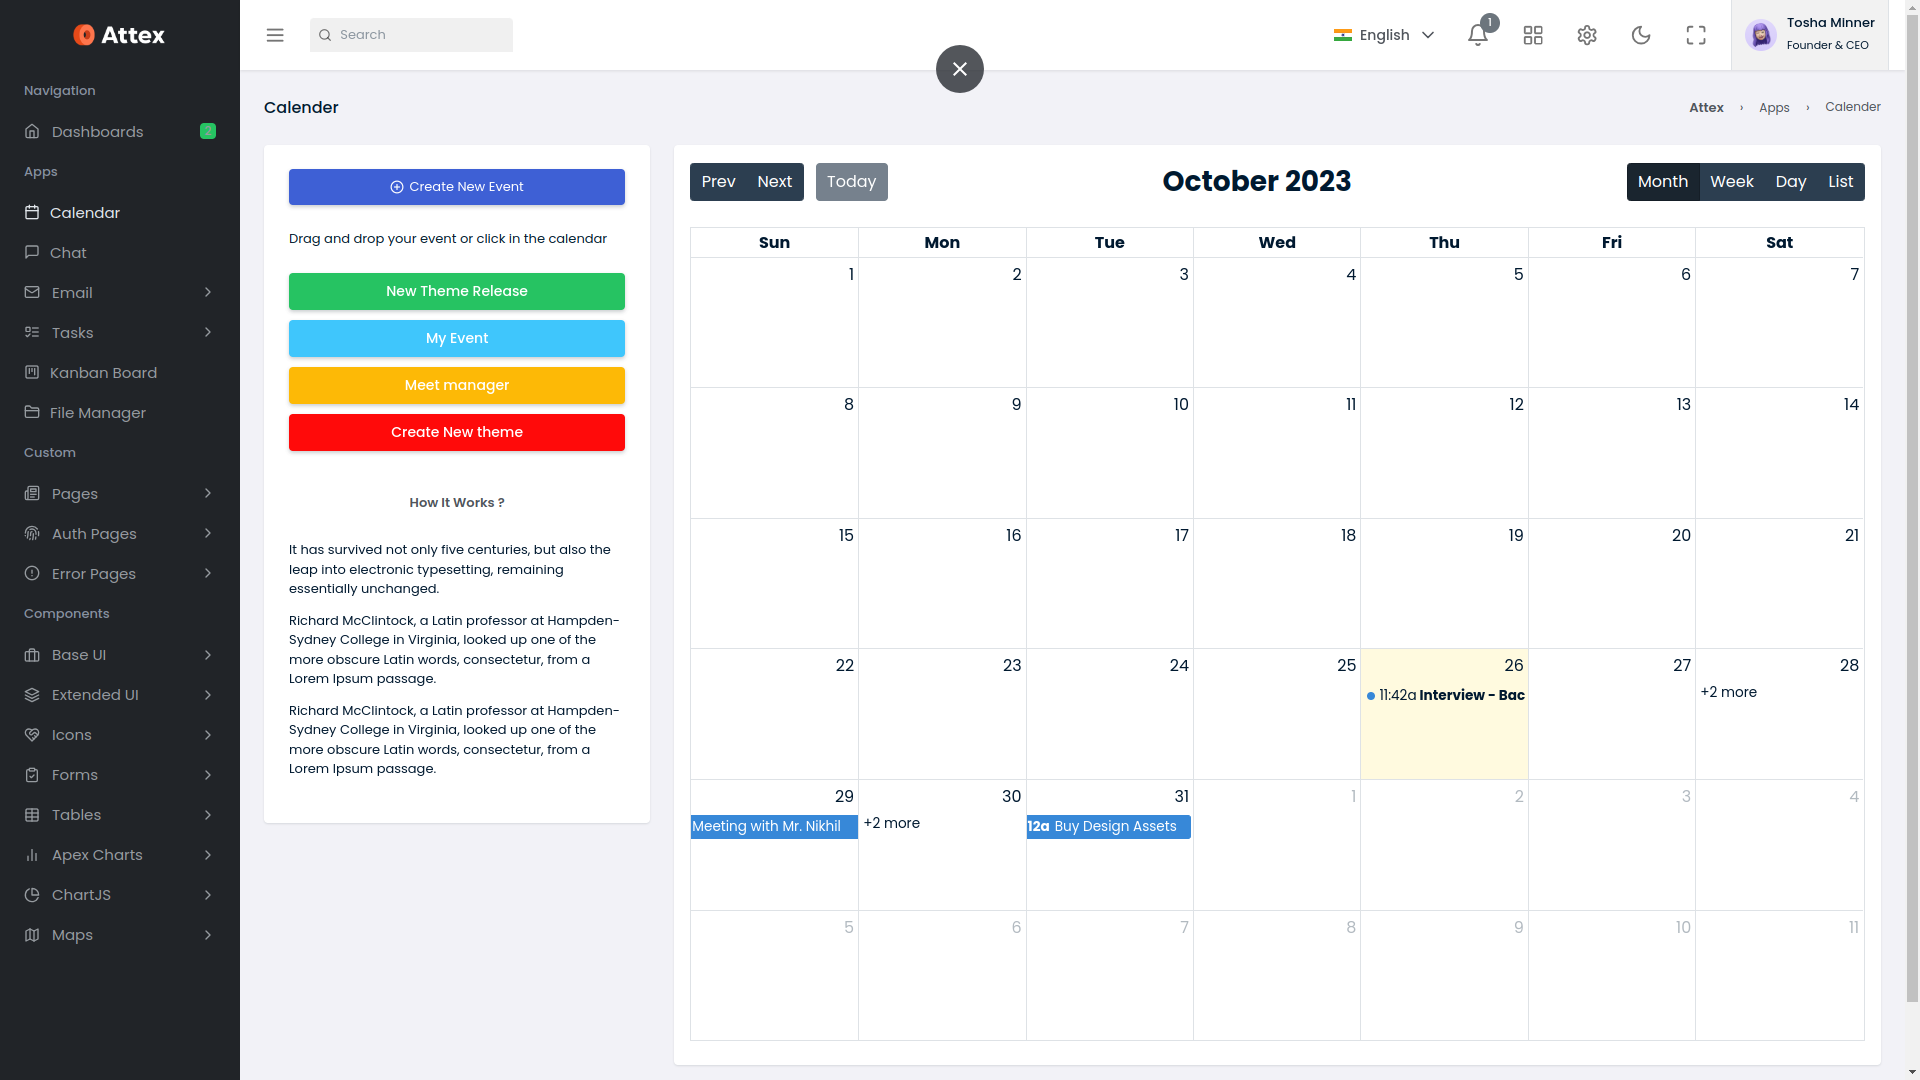 Attex
Navigation
Dashboards
2
Apps
Calendar
Chat
Email
Tasks
Kanban Board
File Manager
Custom
Pages
Auth Pages
Error Pages
Components
Base UI
Extended UI
Icons
Forms
Tables
Apex Charts
ChartJS
Maps
Search
English
1
Tosha Minner
Founder & CEO
Calender
Attex › Apps › Calender
Create New Event
Drag and drop your event or click in the calendar
New Theme Release
My Event
Meet manager
Create New theme
How It Works ?
It has survived not only five centuries, but also the
leap into electronic typesetting, remaining
essentially unchanged.
Richard McClintock, a Latin professor at Hampden-
Sydney College in Virginia, looked up one of the
more obscure Latin words, consectetur, from a
Lorem Ipsum passage.
Richard McClintock, a Latin professor at Hampden-
Sydney College in Virginia, looked up one of the
more obscure Latin words, consectetur, from a
Lorem Ipsum passage.
Prev Next Today
October 2023
Month Week Day List
Sun Mon Tue Wed Thu Fri Sat
1 2 3 4 5 6 7
8 9 10 11 12 13 14
15 16 17 18 19 20 21
22 23 24 25 26 27 28
11:42a Interview - Bac
+2 more
29 30 31 1 2 3 4
Meeting with Mr. Nikhil
+2 more
12a Buy Design Assets
5 6 7 8 9 10 11